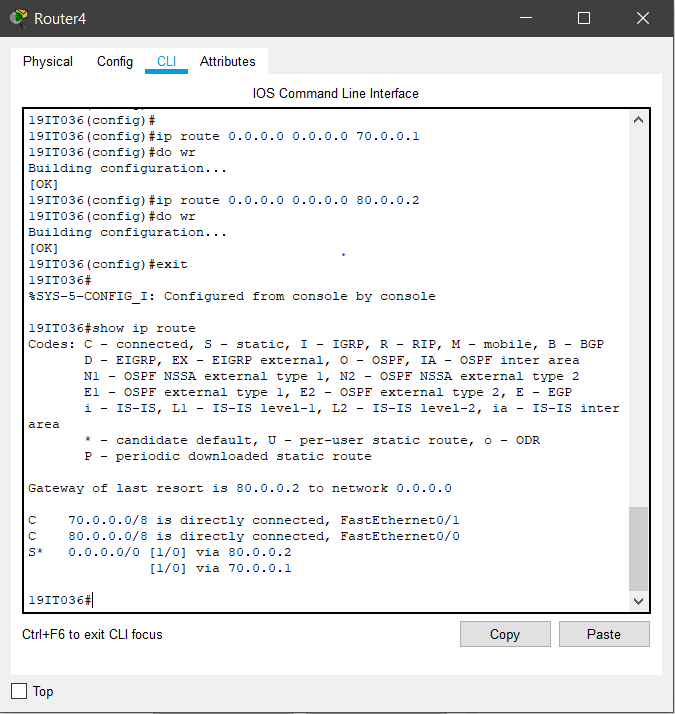 Router4
Physical Config CLI Attributes
IOS Command Line Interface
19IT036(config)#
19IT036(config)#ip route 0.0.0.0 0.0.0.0 70.0.0.1
19IT036(config)#do wr
Building configuration...
[OK]
19IT036(config)#ip route 0.0.0.0 0.0.0.0 80.0.0.2
19IT036(config)#do wr
Building configuration...
[OK]
19IT036(config)#exit
19IT036#
%SYS-5-CONFIG_I: Configured from console by console

19IT036#show ip route
Codes: C - connected, S - static, I - IGRP, R - RIP, M - mobile, B - BGP
       D - EIGRP, EX - EIGRP external, O - OSPF, IA - OSPF inter area
       N1 - OSPF NSSA external type 1, N2 - OSPF NSSA external type 2
       E1 - OSPF external type 1, E2 - OSPF external type 2, E - EGP
       i - IS-IS, L1 - IS-IS level-1, L2 - IS-IS level-2, ia - IS-IS inter
area
       * - candidate default, U - per-user static route, o - ODR
       P - periodic downloaded static route

Gateway of last resort is 80.0.0.2 to network 0.0.0.0

C    70.0.0.0/8 is directly connected, FastEthernet0/1
C    80.0.0.0/8 is directly connected, FastEthernet0/0
S*   0.0.0.0/0 [1/0] via 80.0.0.2
               [1/0] via 70.0.0.1

19IT036#
Ctrl+F6 to exit CLI focus
Copy Paste
Top